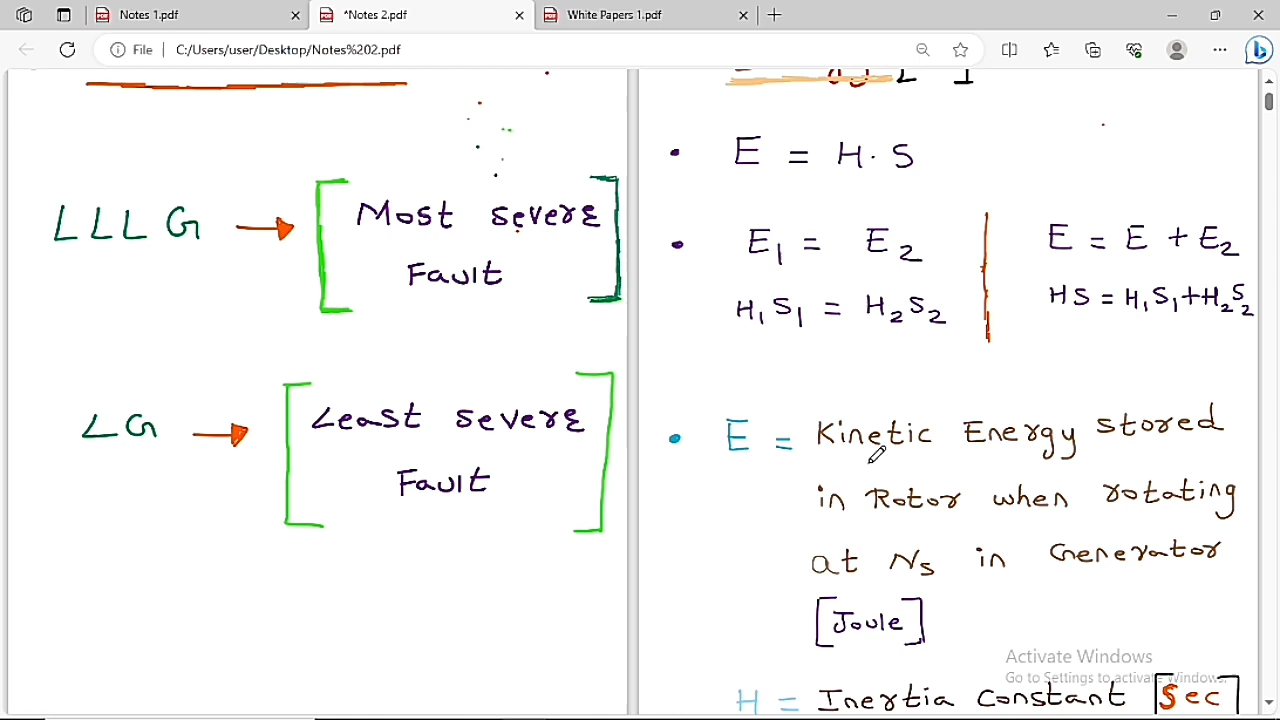 Notes 1.pdf
*Notes 2.pdf
White Papers 1.pdf
File
C:/Users/user/Desktop/Notes%202.pdf
LLLG → [Most severe
Fault]
LG → [Least severe
Fault]
• E = H . S
• E1 = E2
H1S1 = H2S2
E = E + E2
HS = H1S1+H2S2
• E = Kinetic Energy stored
in Rotor when rotating
at Ns in Generator
[Joule]
H = Inertia Constant [Sec]
Activate Windows
Go to Settings to activate Windows.